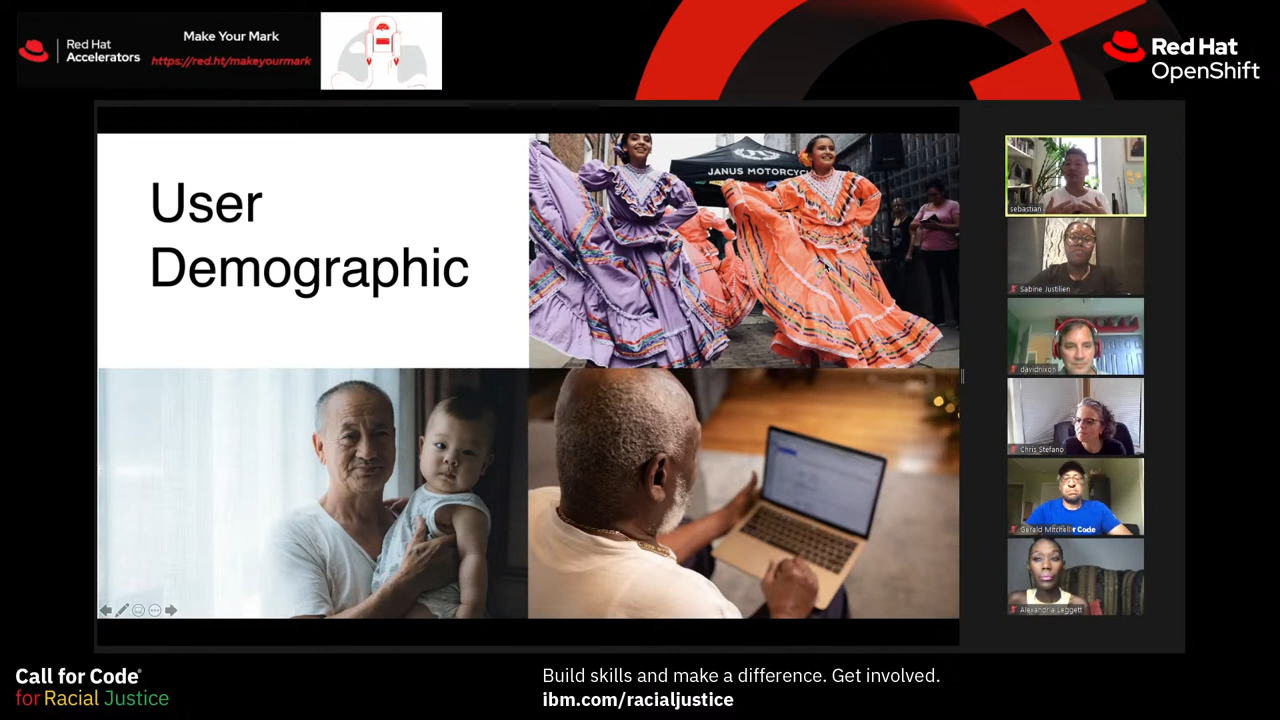 Red Hat
Accelerators
Make Your Mark
https://red.ht/makeyourmark
Red Hat
OpenShift
User
Demographic
JANUS MOTORCYC
sebastian
Sabine Justilien
davidnixon
Chris Stefano
Gerald Mitchell
r Code
Alexandria Leggett
Call for Code®
for Racial Justice
Build skills and make a difference. Get involved.
ibm.com/racialjustice